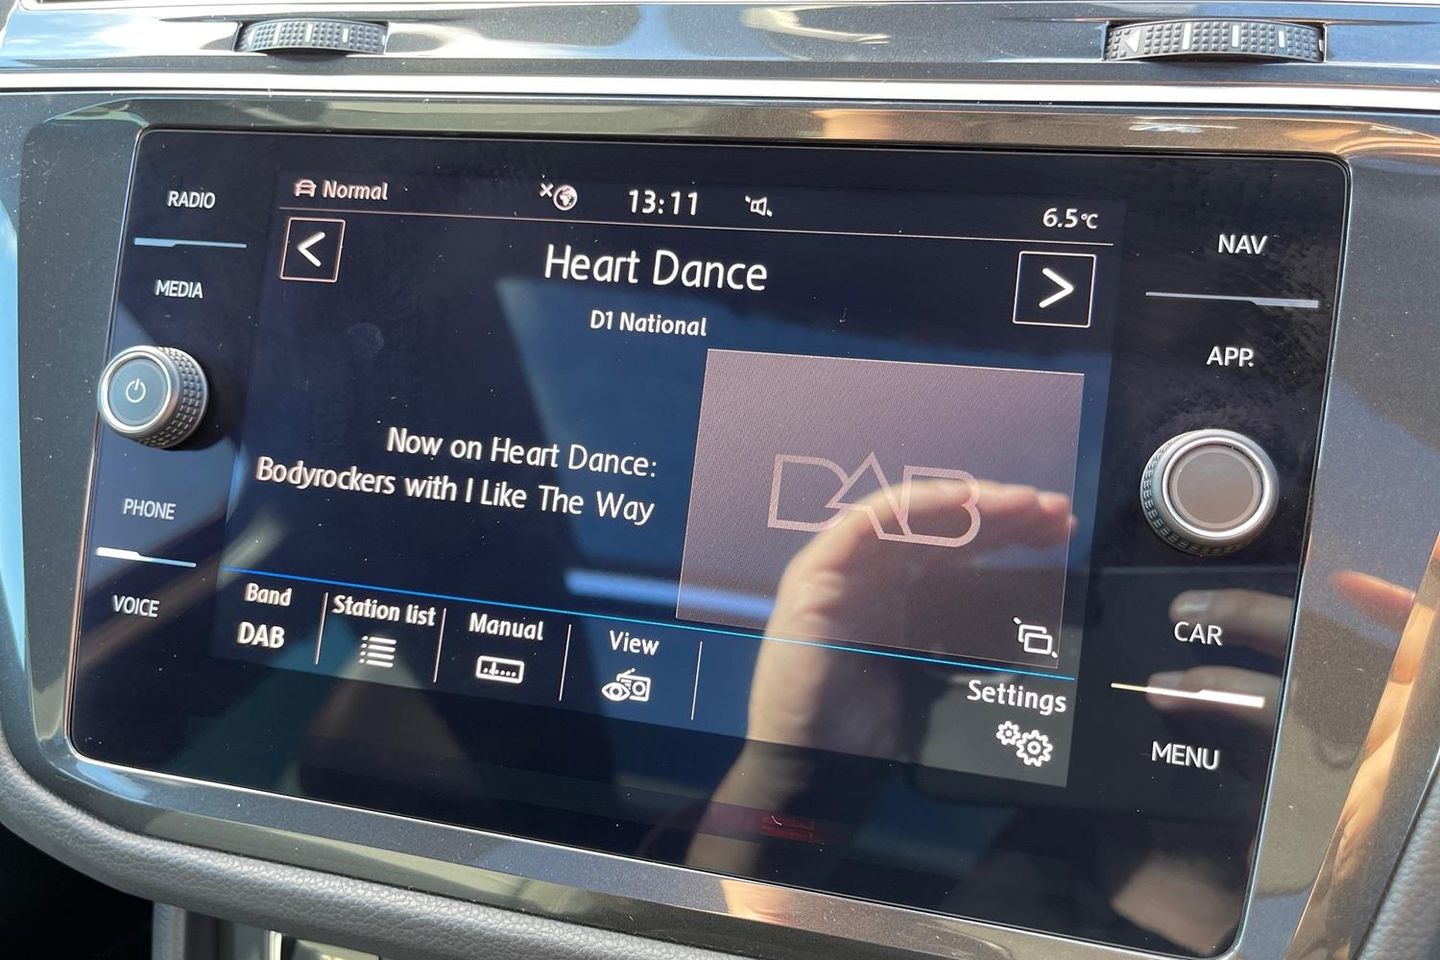 RADIO
MEDIA
PHONE
VOICE
Normal
13:11
6.5°C
Heart Dance
D1 National
Now on Heart Dance:
Bodyrockers with I Like The Way
DAB
Band
DAB
Station list
Manual
View
Settings
NAV
APP.
CAR
MENU